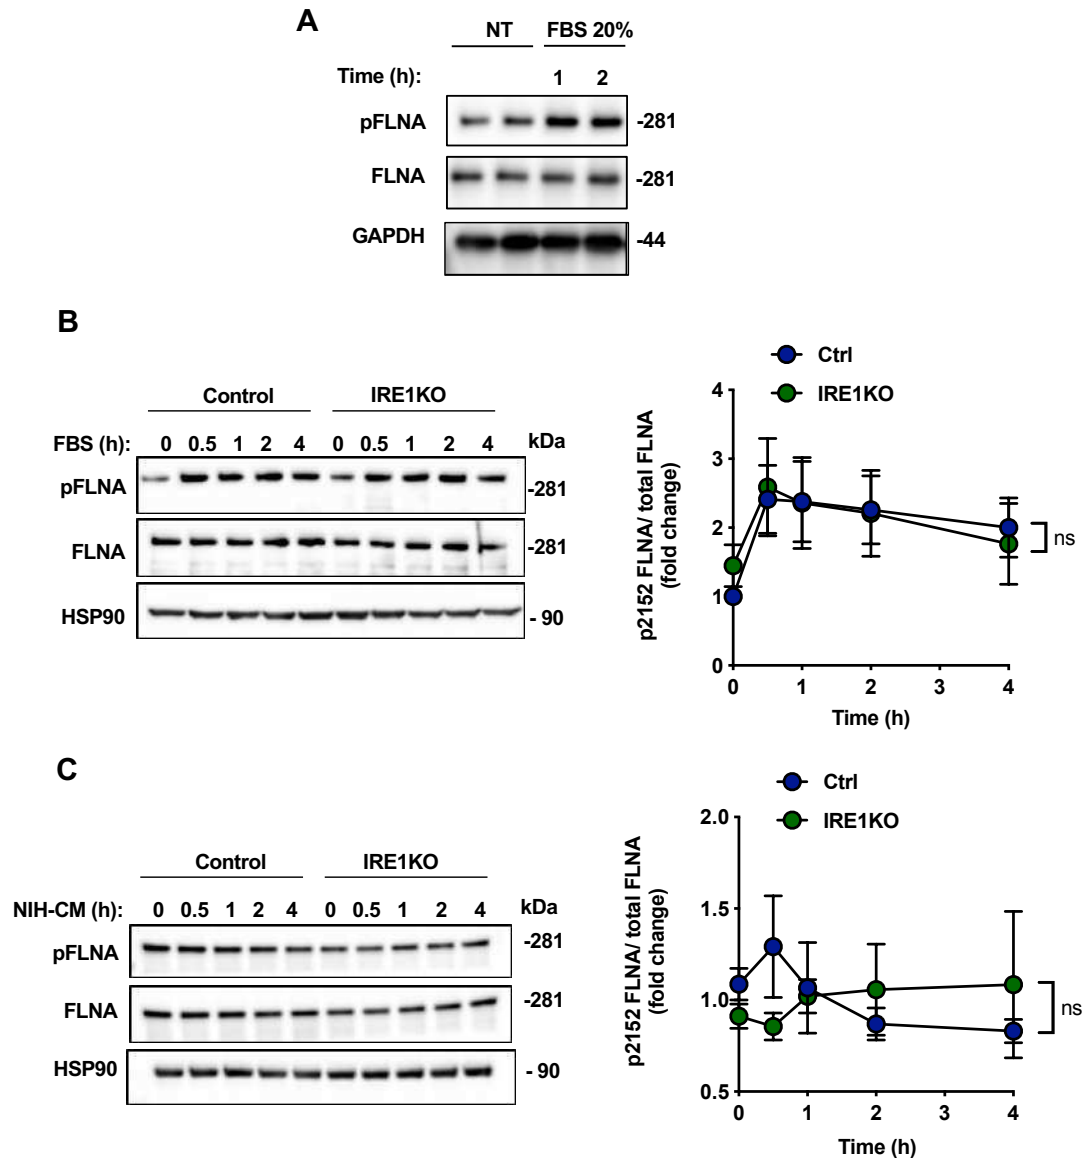 A
NT FBS 20%
Time (h): 1 2
pFLNA -281
FLNA -281
GAPDH -44
B
Control IRE1KO
FBS (h): 0 0.5 1 2 4 0 0.5 1 2 4 kDa
pFLNA -281
FLNA -281
HSP90 - 90
Ctrl
IRE1KO
p2152 FLNA/ total FLNA
(fold change)
4
3
2
1
0
0 1 2 3 4
Time (h)
ns
C
Control IRE1KO
NIH-CM (h): 0 0.5 1 2 4 0 0.5 1 2 4 kDa
pFLNA -281
FLNA -281
HSP90 - 90
Ctrl
IRE1KO
p2152 FLNA/ total FLNA
(fold change)
2.0
1.5
1.0
0.5
0 1 2 3 4
Time (h)
ns